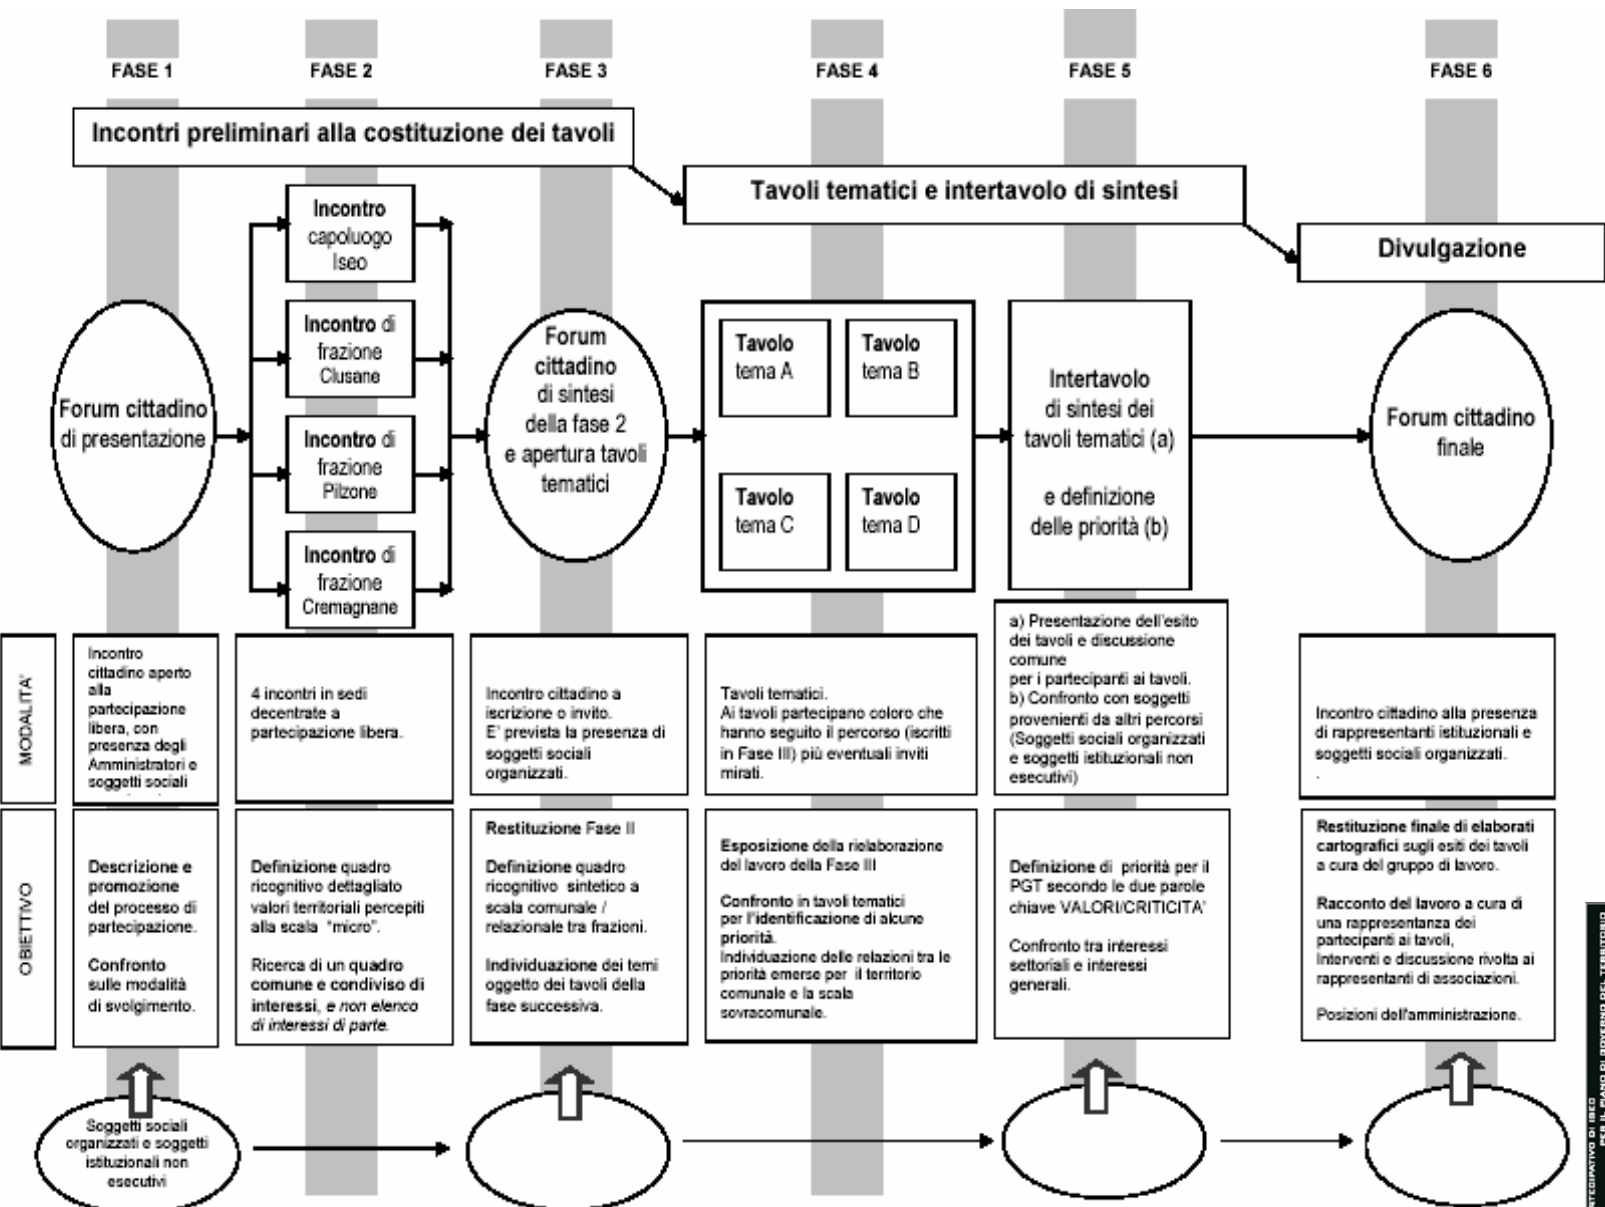 FASE 1
FASE 2
FASE 3
FASE 4
FASE 5
FASE 6
Incontri preliminari alla costituzione dei tavoli
Tavoli tematici e intertavolo di sintesi
Divulgazione
Forum cittadino
di presentazione
Incontro
capoluogo
Iseo
Incontro di
frazione
Clusane
Incontro di
frazione
Pilzone
Incontro di
frazione
Cremagnane
Forum
cittadino
di sintesi
della fase 2
e apertura tavoli
tematici
Tavolo
tema A
Tavolo
tema B
Tavolo
tema C
Tavolo
tema D
Intertavolo
di sintesi dei
tavoli tematici (a)
e definizione
delle priorità (b)
Forum cittadino
finale
MODALITA'
Incontro
cittadino aperto
alla
partecipazione
libera, con
presenza degli
Amministratori e
soggetti sociali
4 incontri in sedi
decentrate a
partecipazione libera.
Incontro cittadino a
iscrizione o invito.
E' prevista la presenza di
soggetti sociali
organizzati.
Tavoli tematici.
Ai tavoli partecipano coloro che
hanno seguito il percorso (iscritti
in Fase III) più eventuali inviti
mirati.
a) Presentazione dell'esito
dei tavoli e discussione
comune
per i partecipanti ai tavoli.
b) Confronto con soggetti
provenienti da altri percorsi
(Soggetti sociali organizzati
e soggetti istituzionali non
esecutivi)
Incontro cittadino alla presenza
di rappresentanti istituzionali e
soggetti sociali organizzati.
.
OBIETTIVO
Descrizione e
promozione
del processo di
partecipazione.
Confronto
sulle modalità
di svolgimento.
Definizione quadro
ricognitivo dettagliato
valori territoriali percepiti
alla scala "micro".
Ricerca di un quadro
comune e condiviso di
interessi, e non elenco
di interessi di parte.
Restituzione Fase II
Definizione quadro
ricognitivo sintetico a
scala comunale /
relazionale tra frazioni.
Individuazione dei temi
oggetto dei tavoli della
fase successiva.
Esposizione della rielaborazione
del lavoro della Fase III
Confronto in tavoli tematici
per l'identificazione di alcune
priorità.
Individuazione delle relazioni tra le
priorità emerse per il territorio
comunale e la scala
sovracomunale.
Definizione di priorità per il
PGT secondo le due parole
chiave VALORI/CRITICITA'
Confronto tra interessi
settoriali e interessi
generali.
Restituzione finale di elaborati
cartografici sugli esiti dei tavoli
a cura del gruppo di lavoro.
Racconto del lavoro a cura di
una rappresentanza dei
partecipanti ai tavoli,
Interventi e discussione rivolta ai
rappresentanti di associazioni.
Posizioni dell'amministrazione.
Soggetti sociali
organizzati e soggetti
istituzionali non
esecutivi
DI ISEO
PER IL PIANO DI GOVERNO DEL TERRITORIO